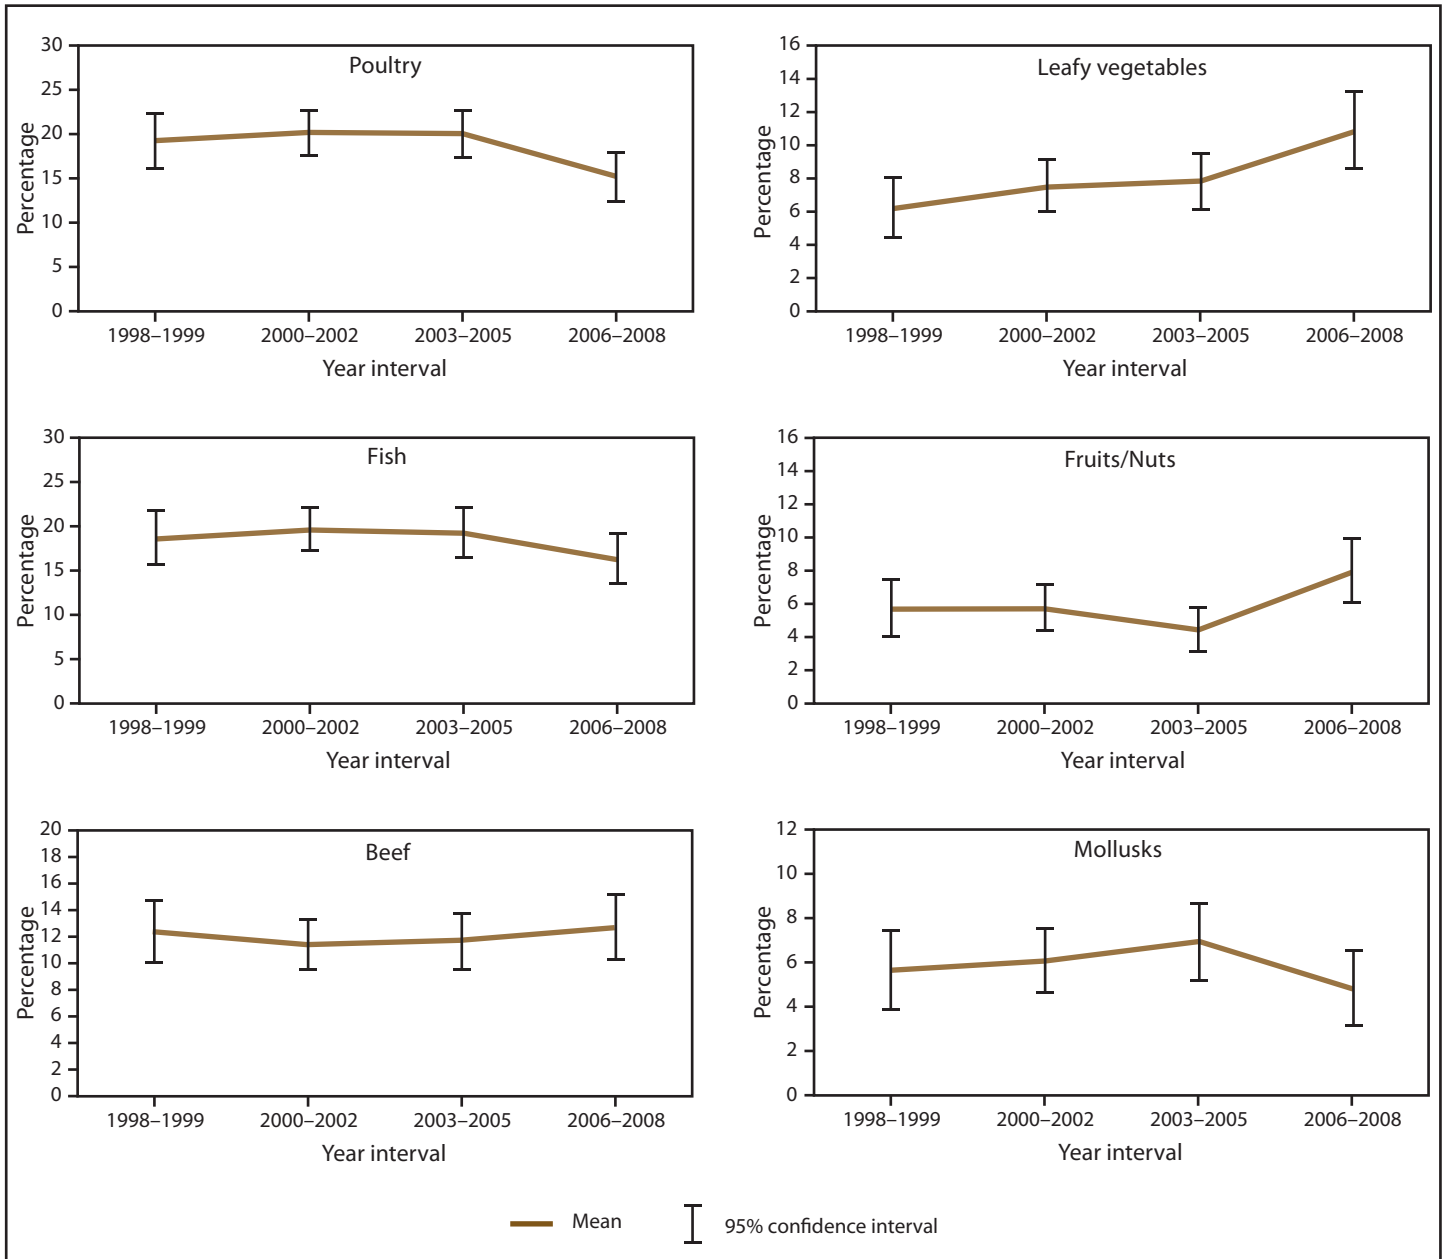 Poultry
Percentage
30
25
20
15
10
5
0
1998–1999 2000–2002 2003–2005 2006–2008
Year interval
Leafy vegetables
Percentage
16
14
12
10
8
6
4
2
0
1998–1999 2000–2002 2003–2005 2006–2008
Year interval
Fish
Percentage
30
25
20
15
10
5
0
1998–1999 2000–2002 2003–2005 2006–2008
Year interval
Fruits/Nuts
Percentage
16
14
12
10
8
6
4
2
0
1998–1999 2000–2002 2003–2005 2006–2008
Year interval
Beef
Percentage
20
18
16
14
12
10
8
6
4
2
0
1998–1999 2000–2002 2003–2005 2006–2008
Year interval
Mollusks
Percentage
12
10
8
6
4
2
0
1998–1999 2000–2002 2003–2005 2006–2008
Year interval
Mean 95% confidence interval